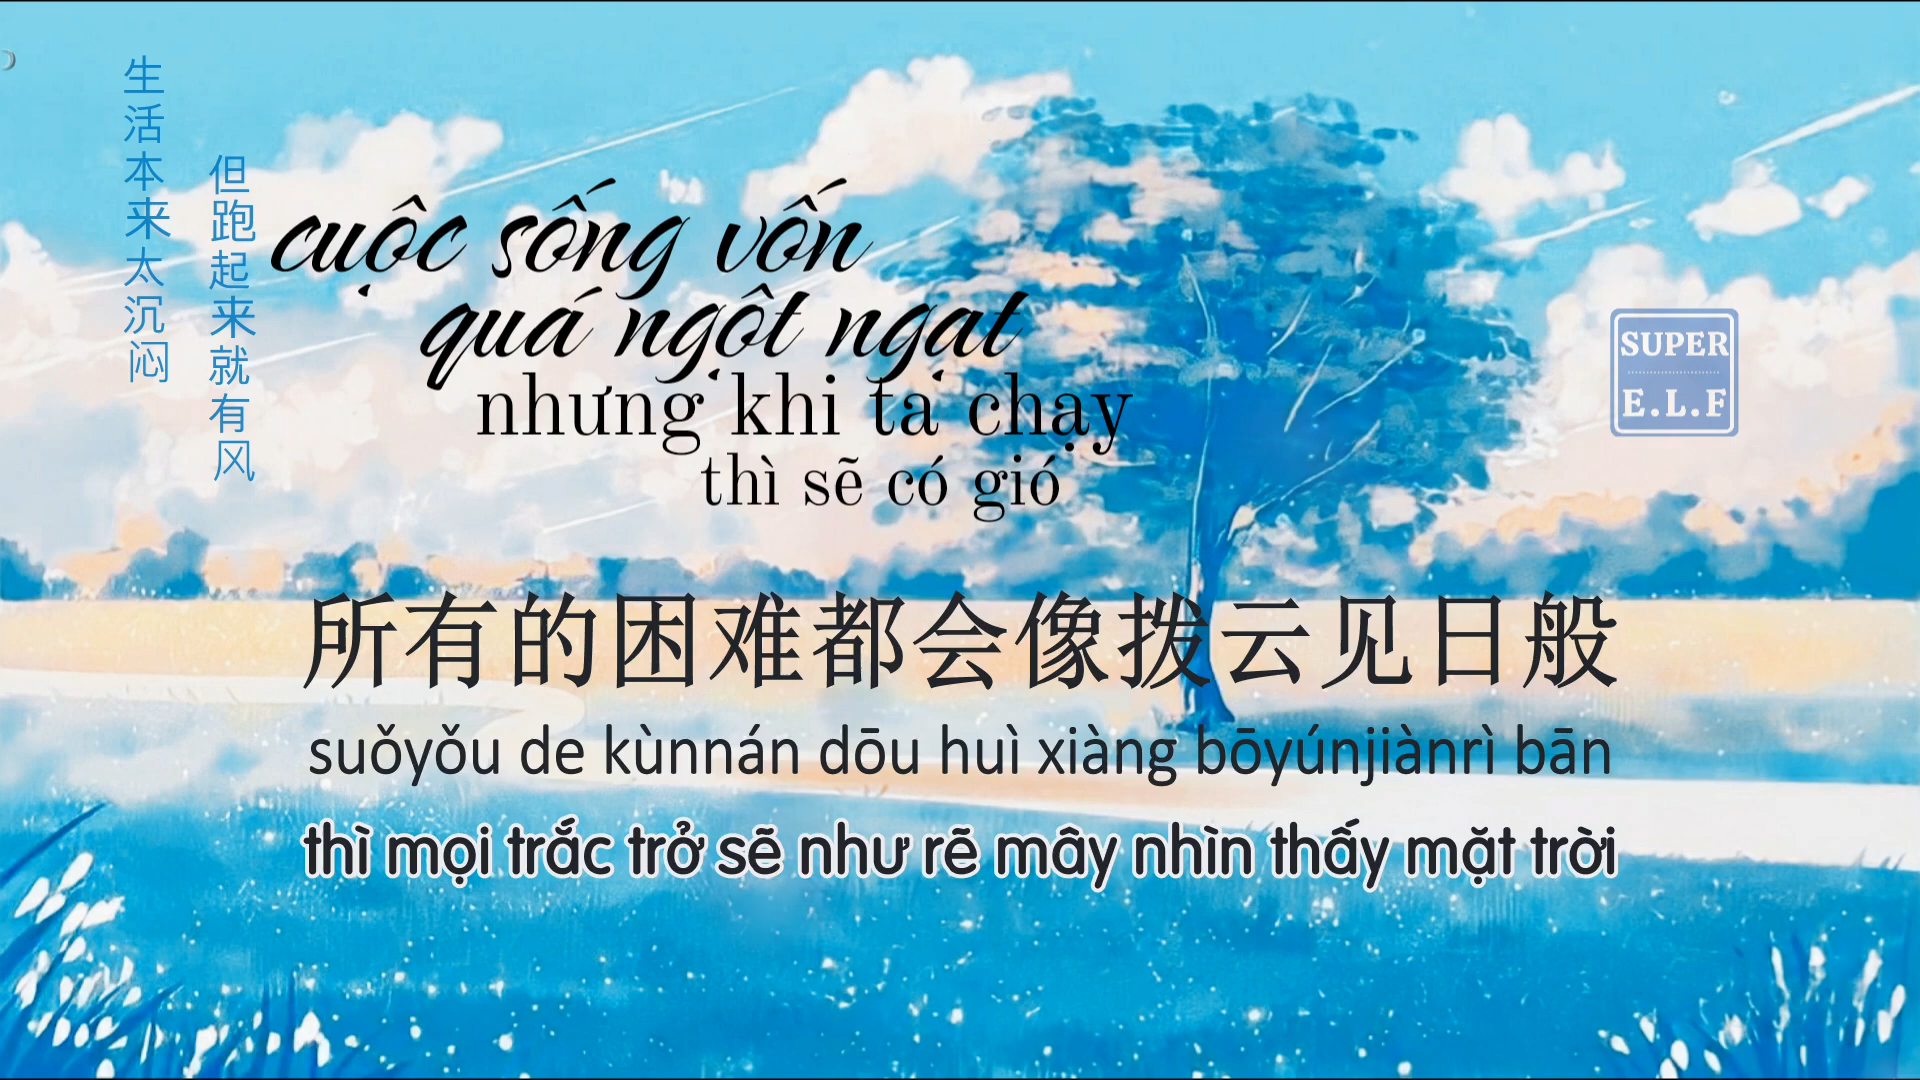 生活本来太沉闷
但跑起来就有风
cuộc sống vốn
quá ngột ngạt
nhưng khi ta chạy
thì sẽ có gió
SUPER
E.L.F
所有的困难都会像拨云见日般
suǒyǒu de kùnnán dōu huì xiàng bōyúnjiànrì bān
thì mọi trắc trở sẽ như rẽ mây nhìn thấy mặt trời